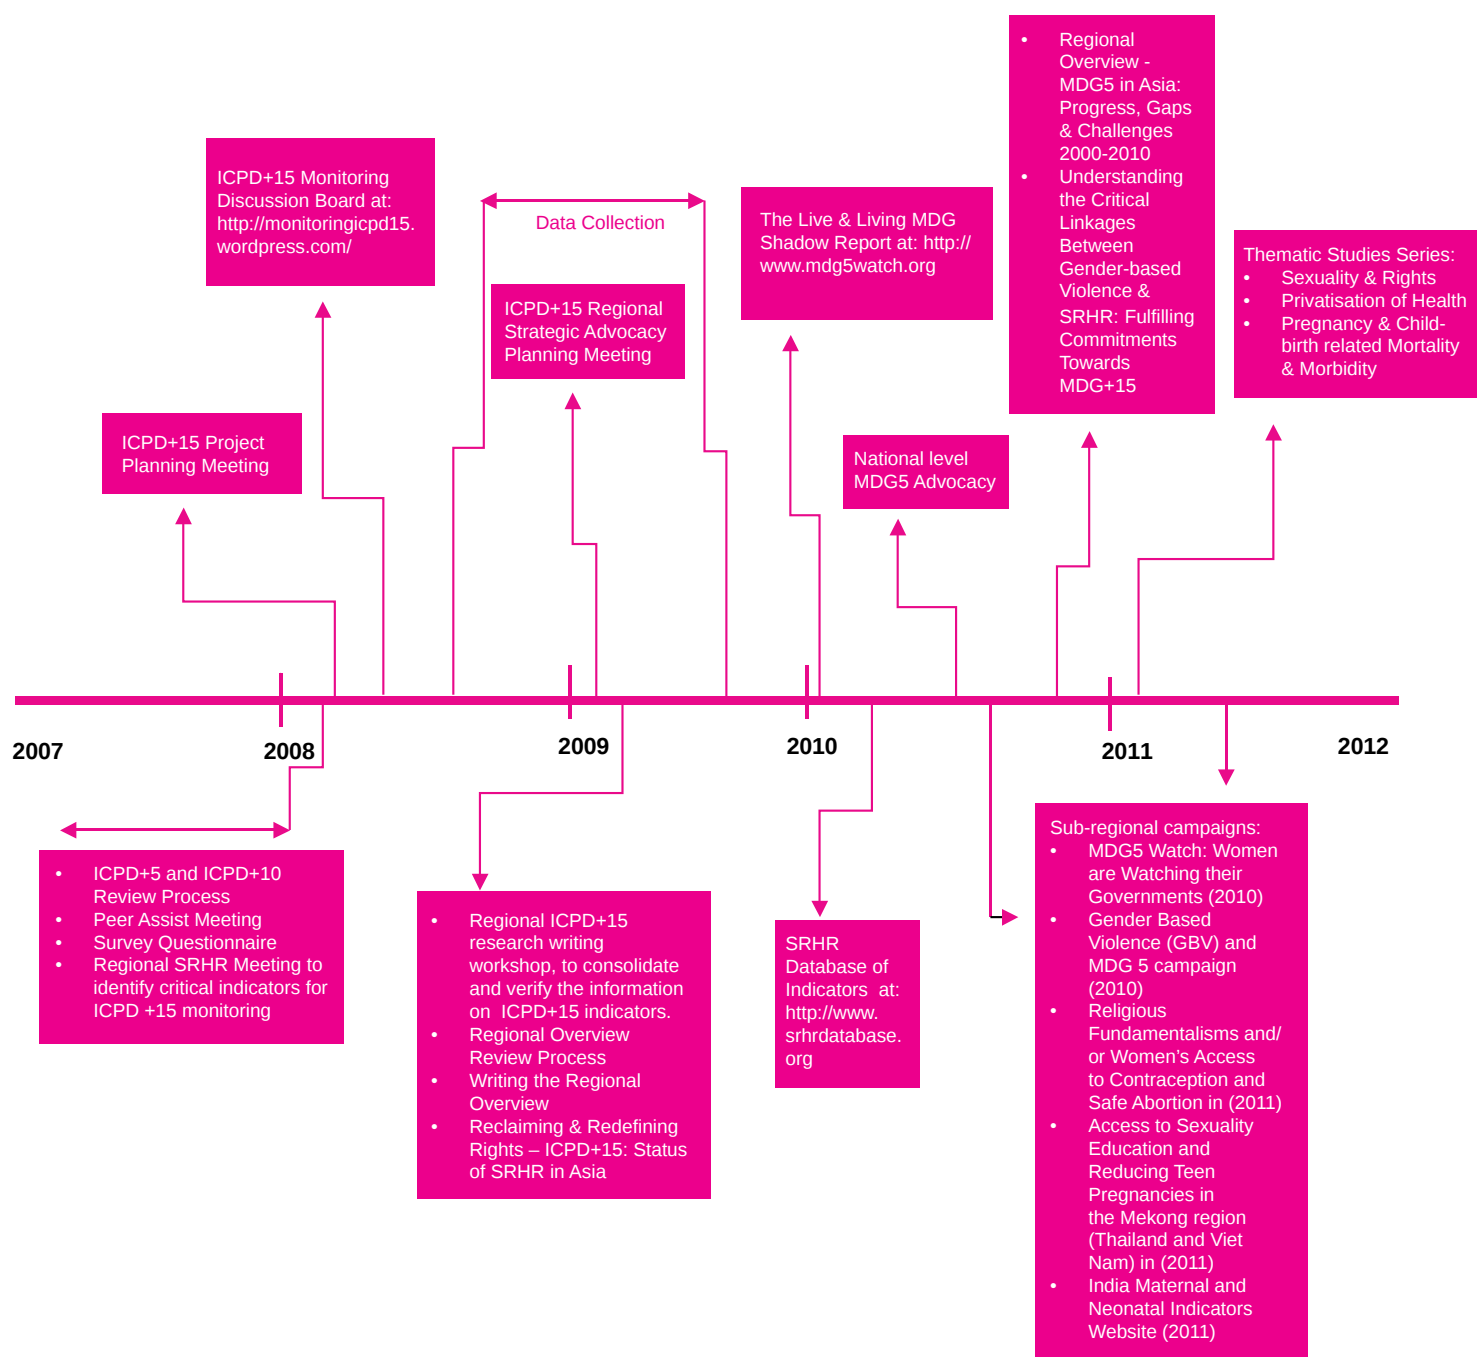 • Regional
Overview -
MDG5 in Asia:
Progress, Gaps
& Challenges
2000-2010
• Understanding
the Critical
Linkages
Between
Gender-based
Violence &
SRHR: Fulfilling
Commitments
Towards
MDG+15
ICPD+15 Monitoring
Discussion Board at:
http://monitoringicpd15.
wordpress.com/
Data Collection
The Live & Living MDG
Shadow Report at: http://
www.mdg5watch.org
Thematic Studies Series:
• Sexuality & Rights
• Privatisation of Health
• Pregnancy & Child-
birth related Mortality
& Morbidity
ICPD+15 Regional
Strategic Advocacy
Planning Meeting
ICPD+15 Project
Planning Meeting
National level
MDG5 Advocacy
2007 2008 2009 2010 2011 2012
• ICPD+5 and ICPD+10
Review Process
• Peer Assist Meeting
• Survey Questionnaire
• Regional SRHR Meeting to
identify critical indicators for
ICPD +15 monitoring
• Regional ICPD+15
research writing
workshop, to consolidate
and verify the information
on  ICPD+15 indicators.
• Regional Overview
Review Process
• Writing the Regional
Overview
• Reclaiming & Redefining
Rights – ICPD+15: Status
of SRHR in Asia
SRHR
Database of
Indicators  at:
http://www.
srhrdatabase.
org
Sub-regional campaigns:
• MDG5 Watch: Women
are Watching their
Governments (2010)
• Gender Based
Violence (GBV) and
MDG 5 campaign
(2010)
• Religious
Fundamentalisms and/
or Women’s Access
to Contraception and
Safe Abortion in (2011)
• Access to Sexuality
Education and
Reducing Teen
Pregnancies in
the Mekong region
(Thailand and Viet
Nam) in (2011)
• India Maternal and
Neonatal Indicators
Website (2011)